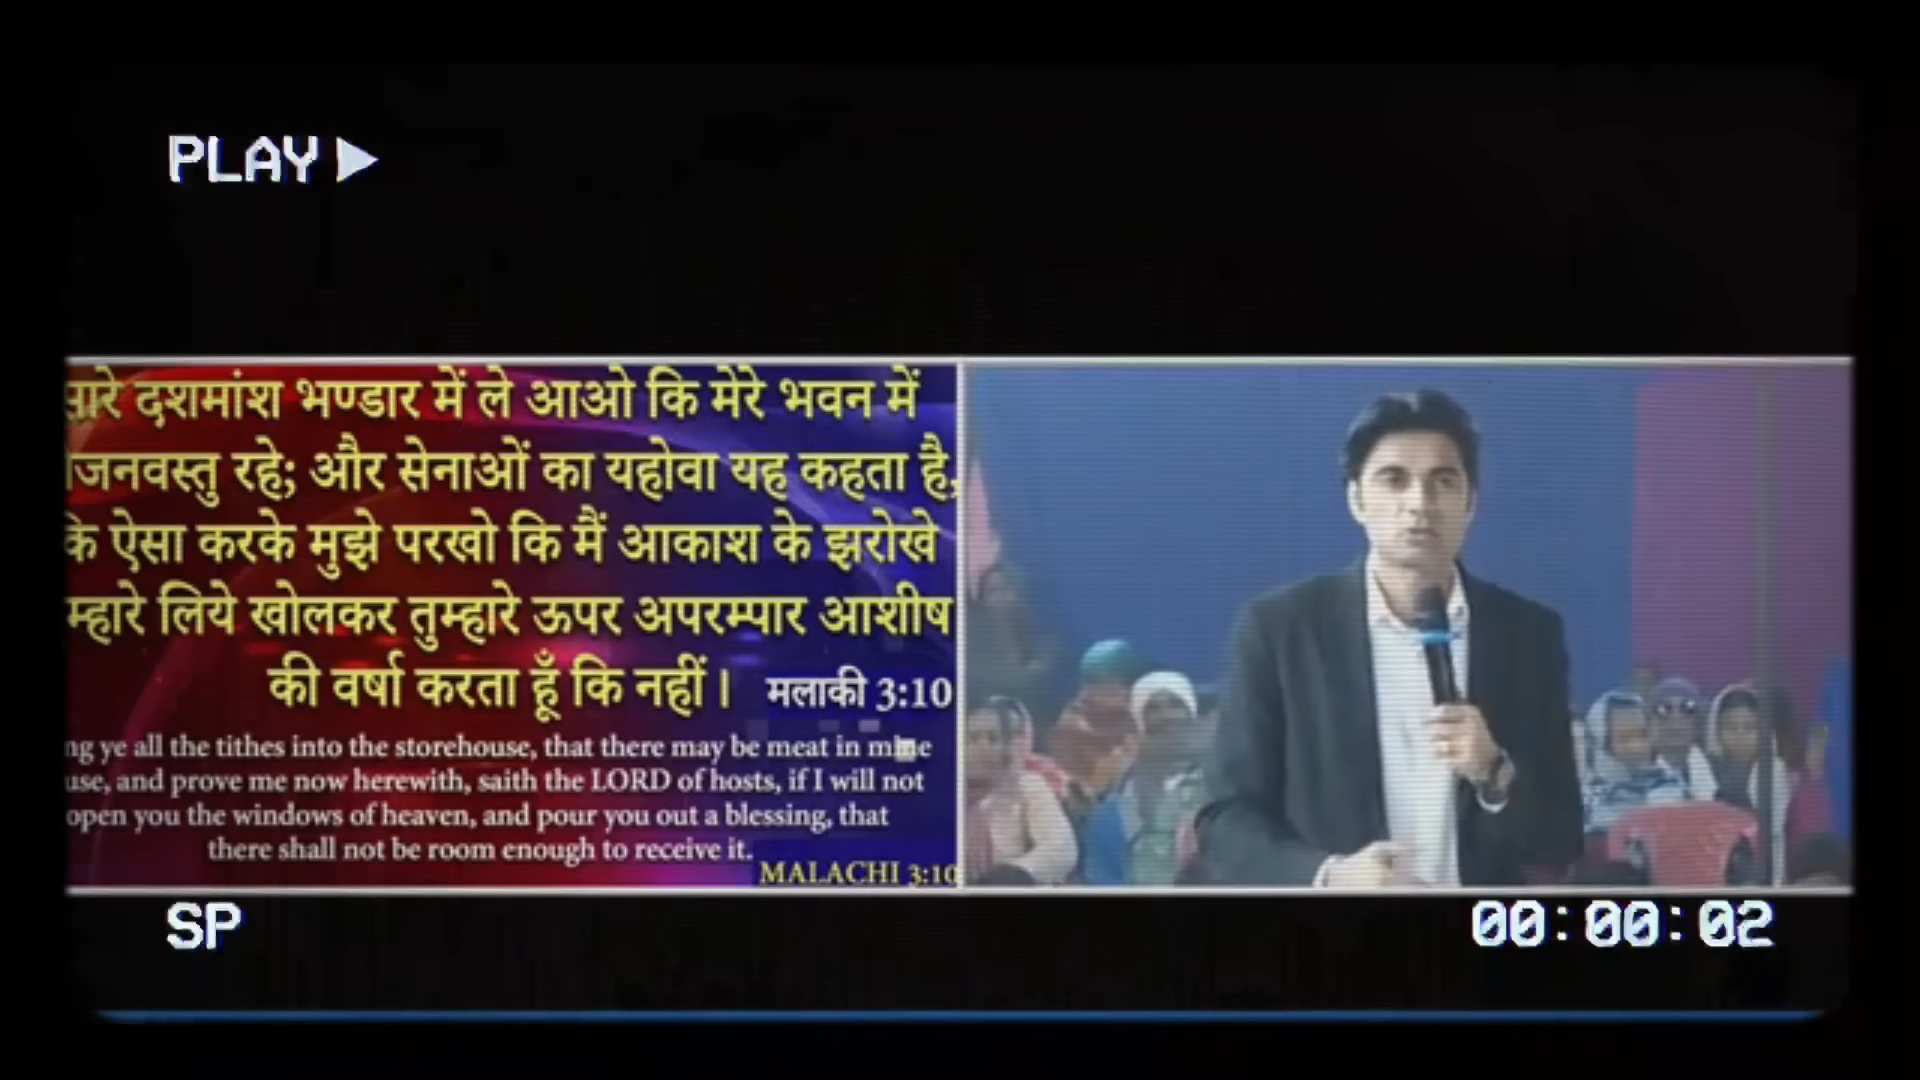 PLAY
सारे दशमांश भण्डार में ले आओ कि मेरे भवन में
जनवस्तु रहे; और सेनाओं का यहोवा यह कहता है,
कि ऐसा करके मुझे परखो कि मैं आकाश के झरोखे
म्हारे लिये खोलकर तुम्हारे ऊपर अपरम्पार आशीष
की वर्षा करता हूँ कि नहीं। मलाकी 3:10
ng ye all the tithes into the storehouse, that there may be meat in mine
use, and prove me now herewith, saith the LORD of hosts, if I will not
open you the windows of heaven, and pour you out a blessing, that
there shall not be room enough to receive it.
MALACHI 3:10
SP
00:00:02